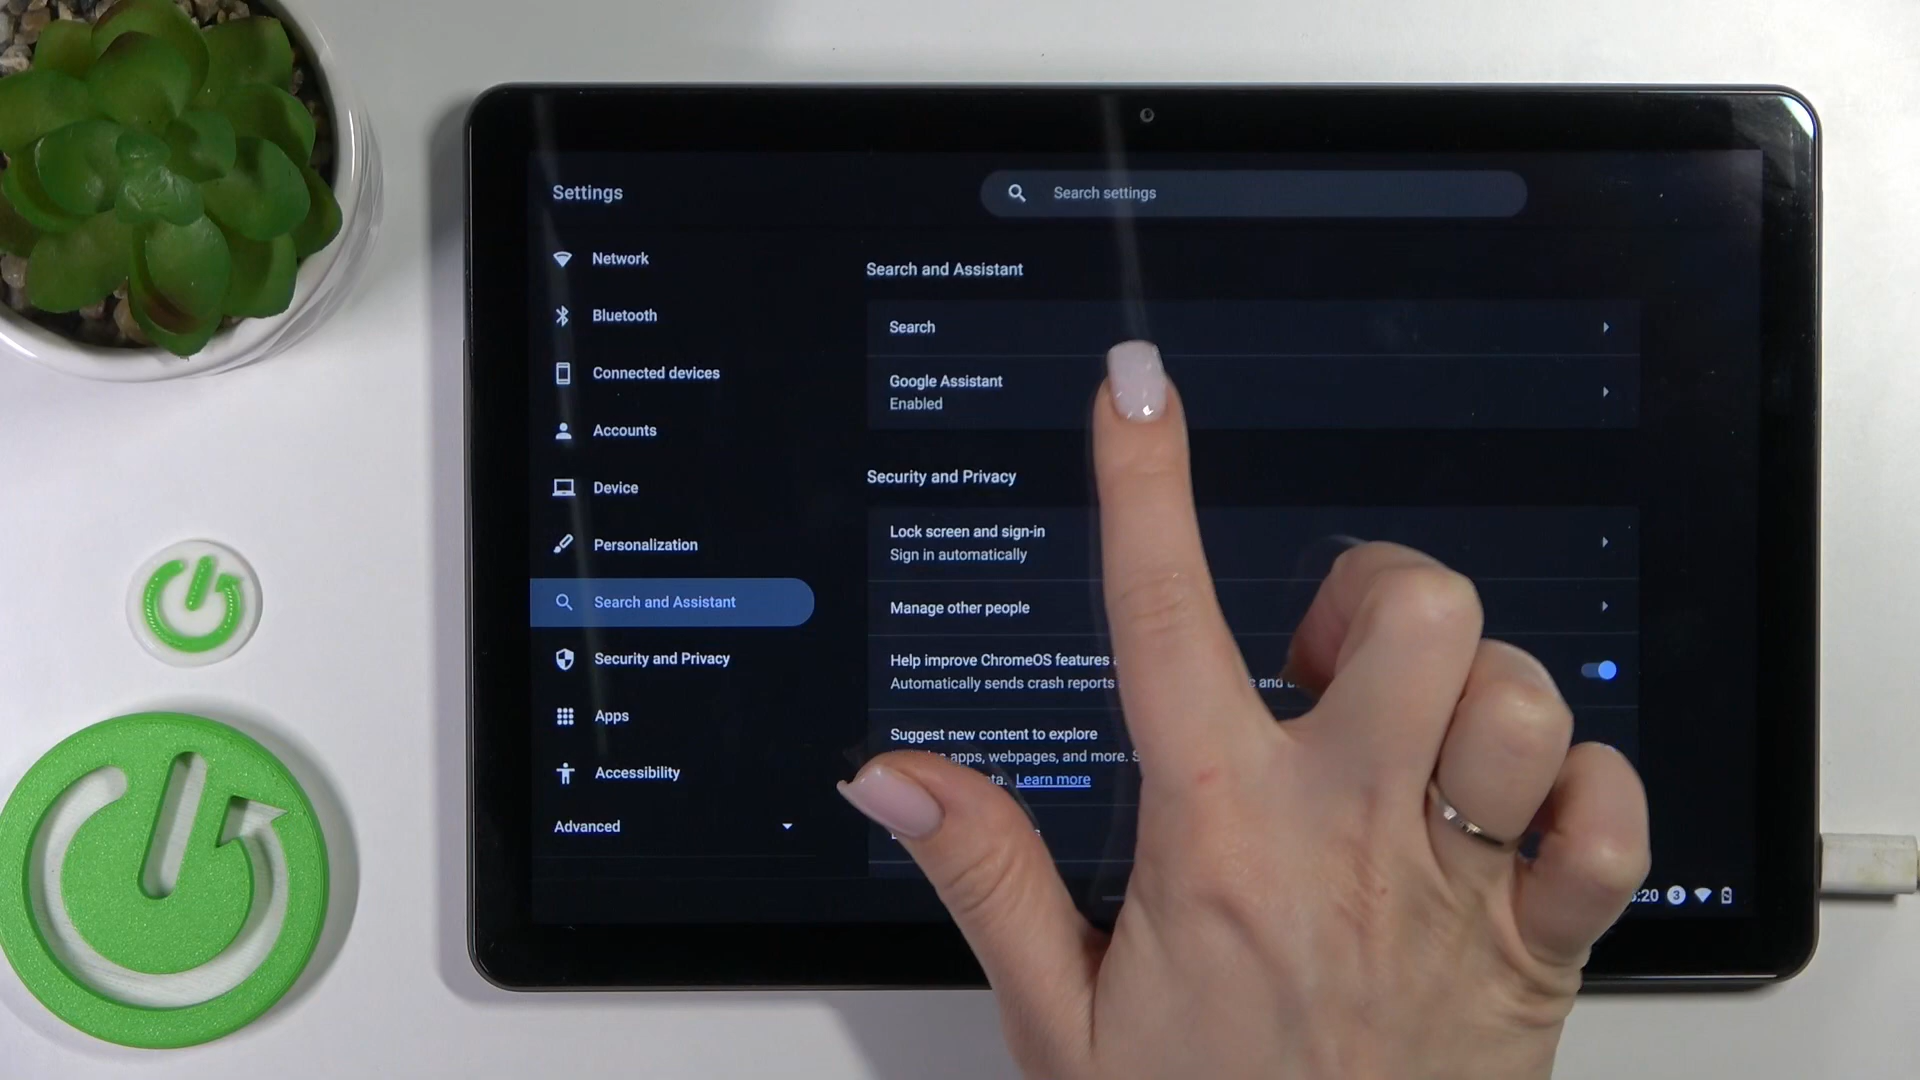 Settings
Search settings
Network
Bluetooth
Connected devices
Accounts
Device
Personalization
Search and Assistant
Security and Privacy
Apps
Accessibility
Advanced
Search and Assistant
Search
Google Assistant
Enabled
Security and Privacy
Lock screen and sign-in
Sign in automatically
Manage other people
Help improve ChromeOS features
Automatically sends crash reports and
Suggest new content to explore
apps, webpages, and more.
Learn more
:20 3